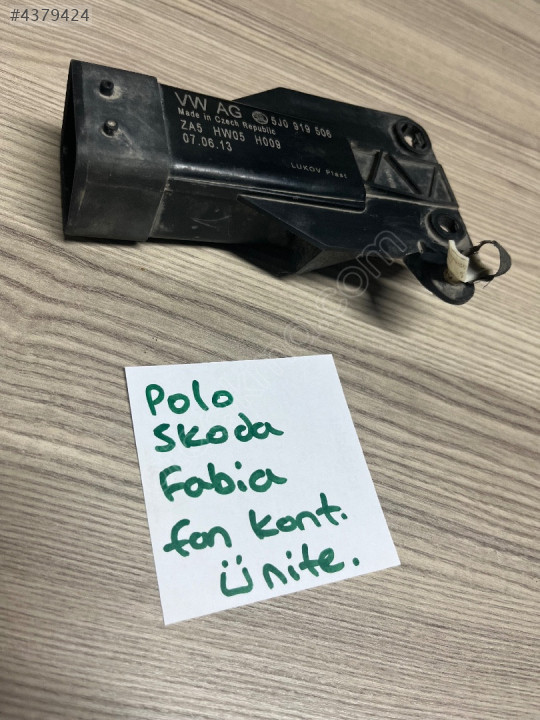 #4379424
VW AG 5J0 919 506
Made in Czech Republic
ZA5 HW05 H009
07.06.13
LUKOV Plast
Polo
Skoda
Fabia
fan kont.
Ünite.